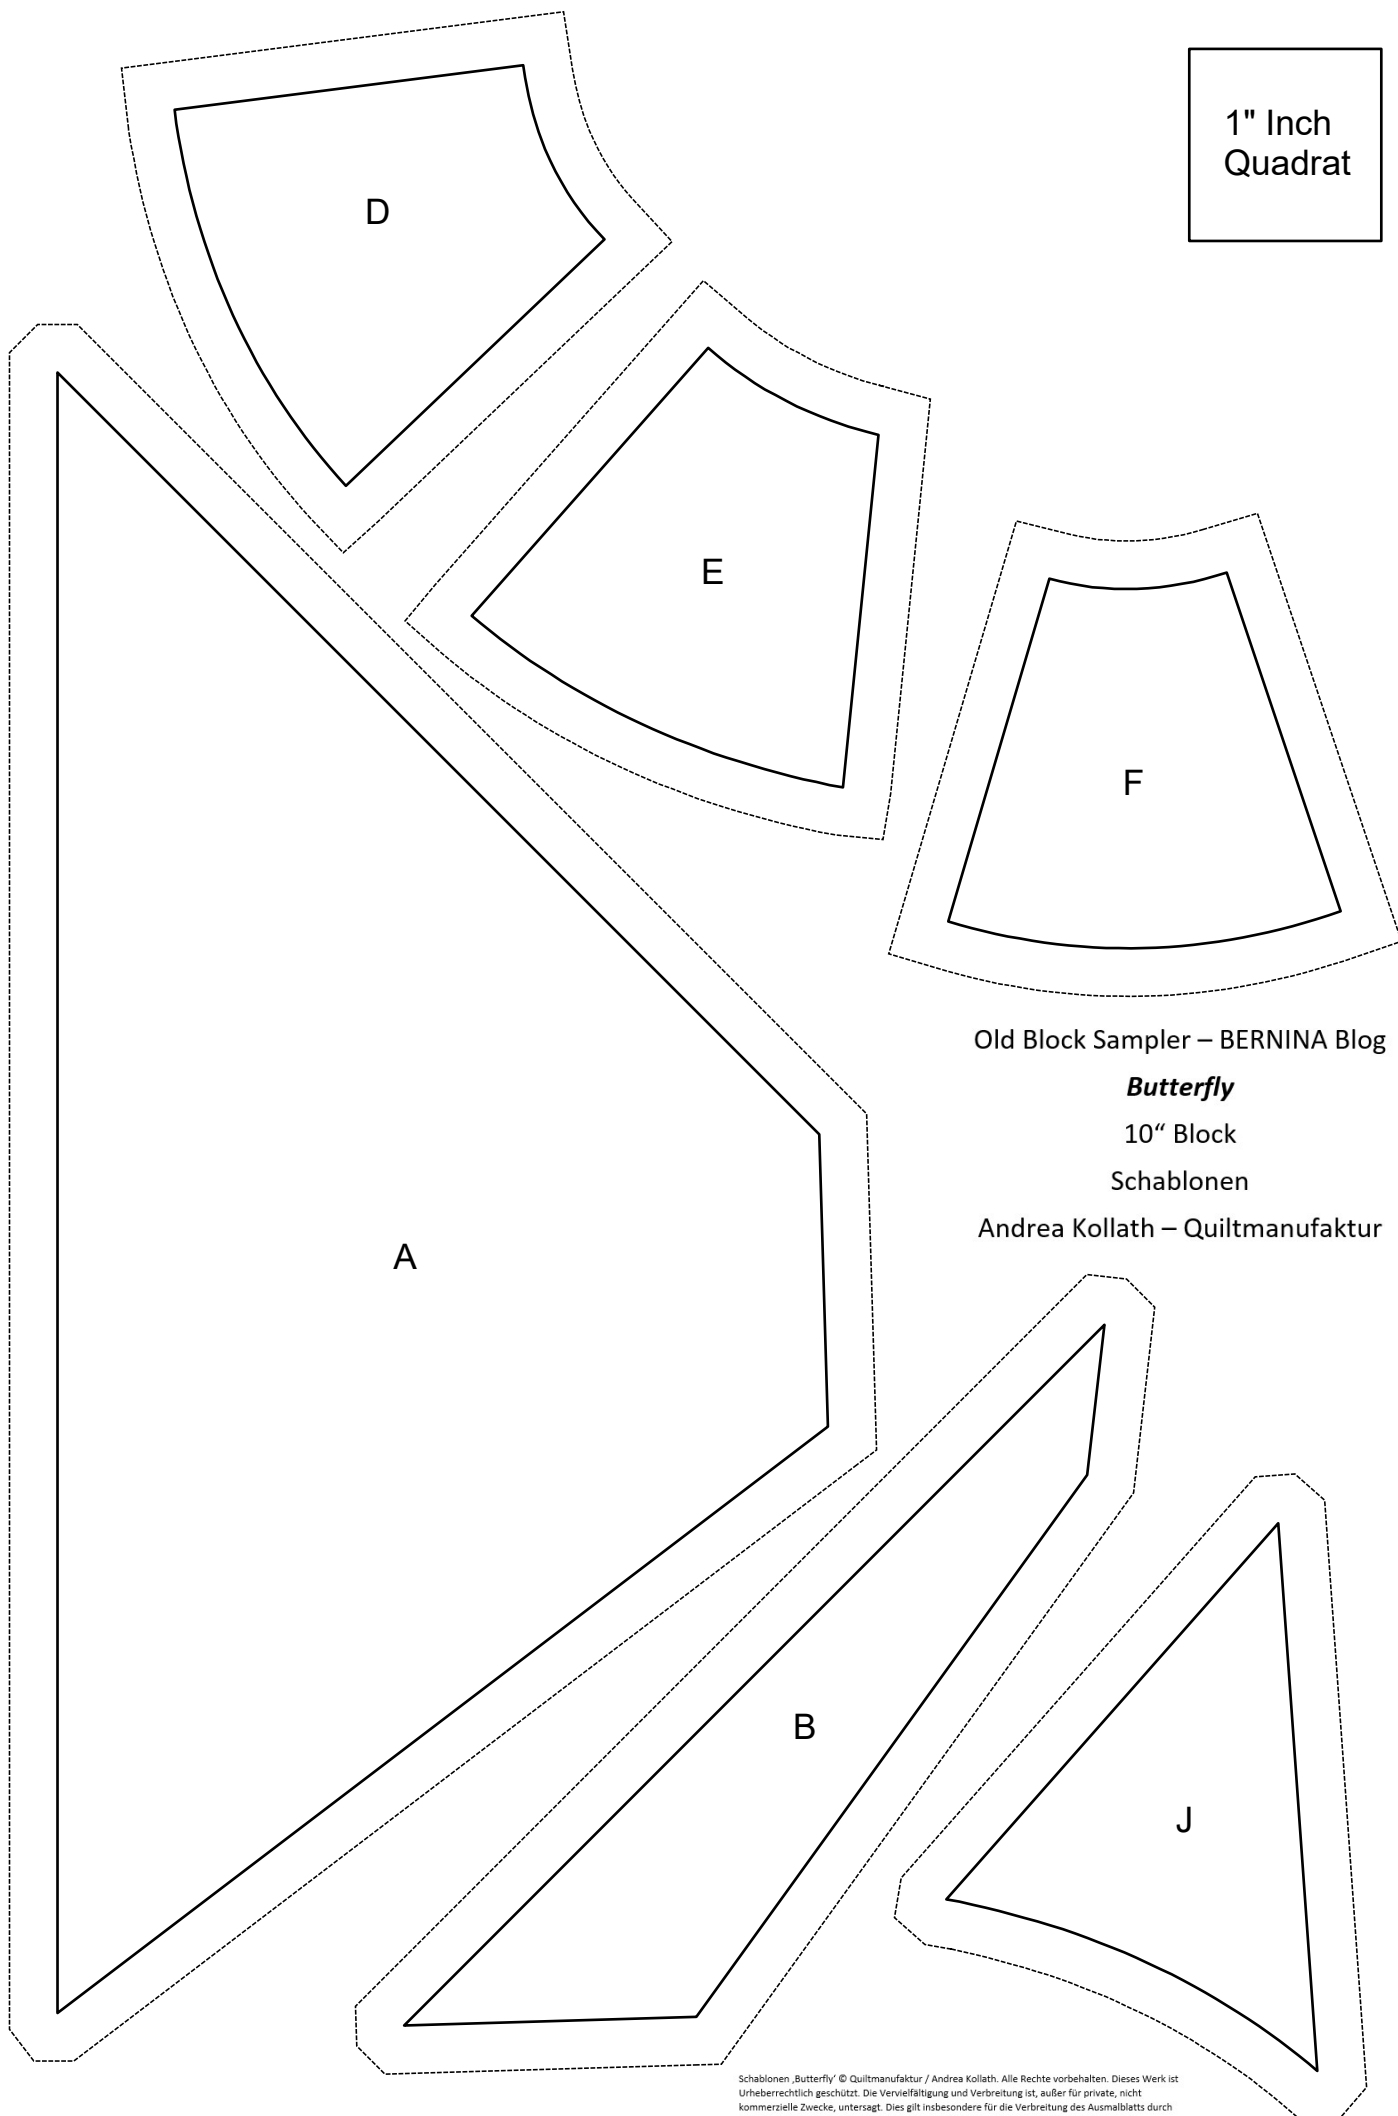 1" Inch
Quadrat
D
E
F
Old Block Sampler – BERNINA Blog
Butterfly
10“ Block
Schablonen
Andrea Kollath – Quiltmanufaktur
A
B
J
Schablonen ‚Butterfly‘ © Quiltmanufaktur / Andrea Kollath. Alle Rechte vorbehalten. Dieses Werk ist
Urheberrechtlich geschützt. Die Vervielfältigung und Verbreitung ist, außer für private, nicht
kommerzielle Zwecke, untersagt. Dies gilt insbesondere für die Verbreitung des Ausmalblatts durch